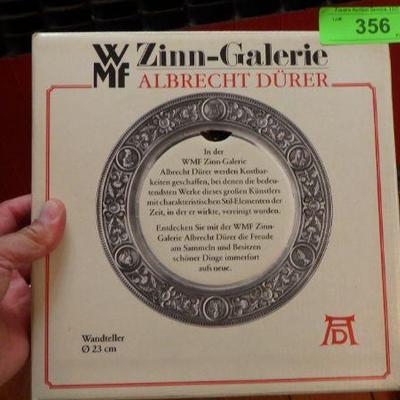 356
WMF Zinn-Galerie
ALBRECHT DÜRER
In der
WMF Zinn-Galerie
Albrecht Dürer werden Kostbar-
keiten geschaffen, bei denen die bedeu-
tendsten Werke dieses großen Künstlers
mit charakteristischen Stil-Elementen der
Zeit, in der er wirkte, vereinigt wurden.
Entdecken Sie mit der WMF Zinn-
Galerie Albrecht Dürer die Freude
am Sammeln und Besitzen
schöner Dinge immerfort
aufs neue.
Wandteller
Ø 23 cm
AD